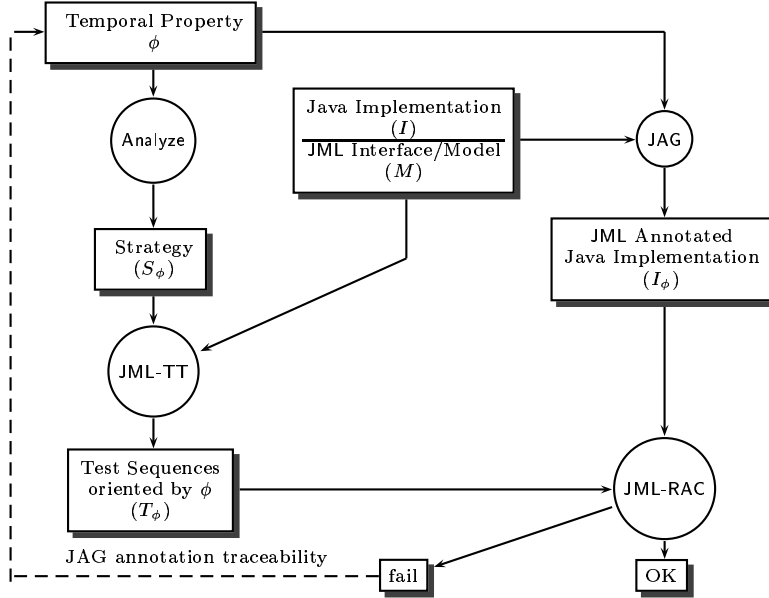 Temporal Property
ϕ
Java Implementation
(I)
JML Interface/Model
(M)
Analyze
JAG
Strategy
(Sϕ)
JML Annotated
Java Implementation
(Iϕ)
JML-TT
Test Sequences
oriented by ϕ
(Tϕ)
JML-RAC
JAG annotation traceability
fail
OK